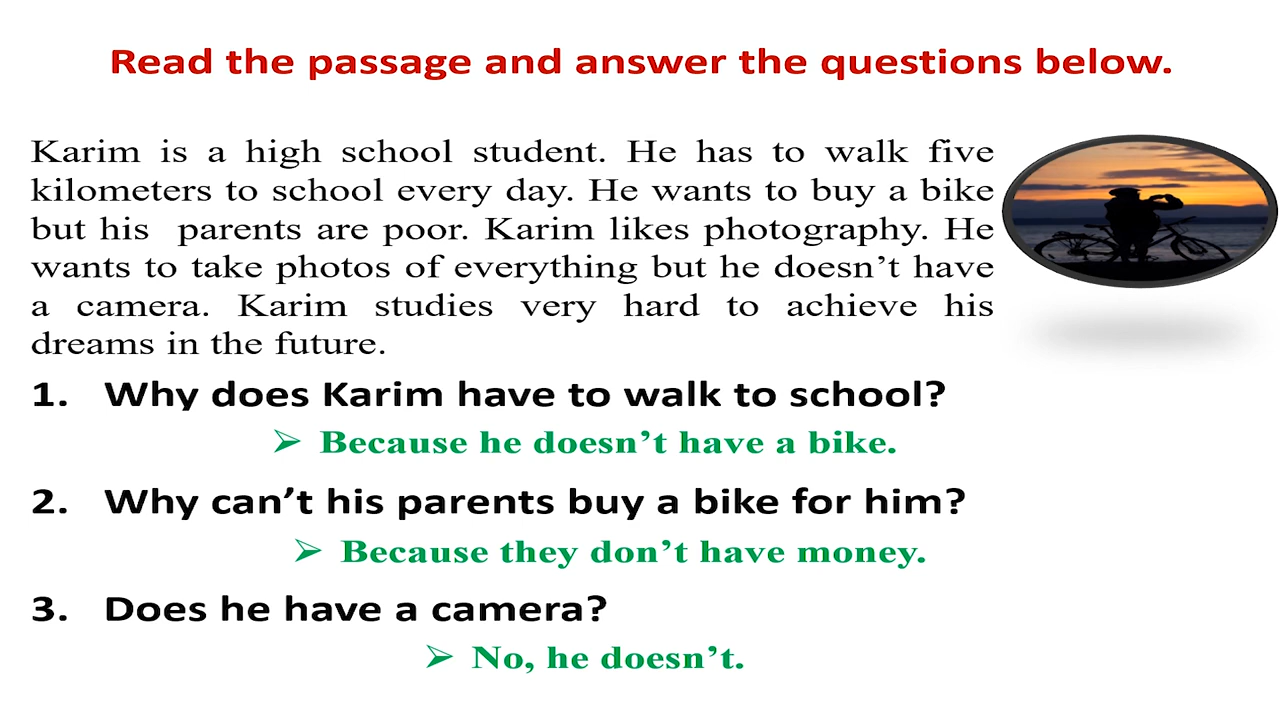 Read the passage and answer the questions below.
Karim is a high school student. He has to walk five
kilometers to school every day. He wants to buy a bike
but his parents are poor. Karim likes photography. He
wants to take photos of everything but he doesn’t have
a camera. Karim studies very hard to achieve his
dreams in the future.
1. Why does Karim have to walk to school?
➢ Because he doesn’t have a bike.
2. Why can’t his parents buy a bike for him?
➢ Because they don’t have money.
3. Does he have a camera?
➢ No, he doesn’t.